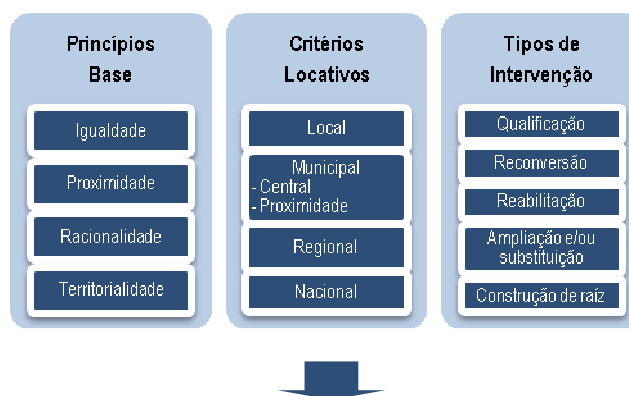 Princípios
Base
Igualdade
Proximidade
Racionalidade
Territorialidade
Critérios
Locativos
Local
Municipal
- Central
- Proximidade
Regional
Nacional
Tipos de
Intervenção
Qualificação
Reconversão
Reabilitação
Ampliação e/ou
substituição
Construção de raíz